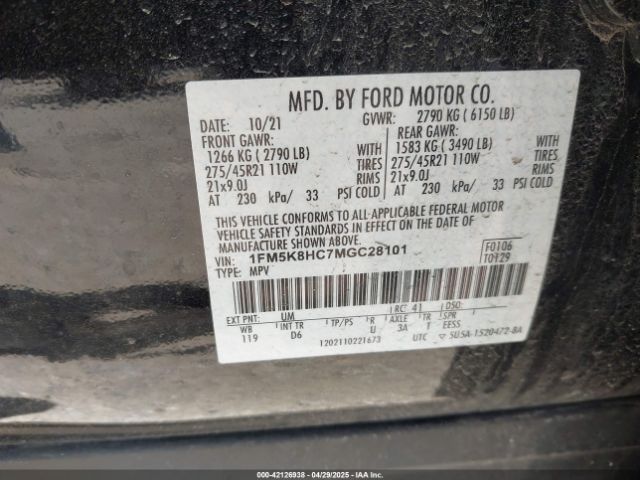 MFD. BY FORD MOTOR CO.
DATE: 10/21 GVWR: 2790 KG ( 6150 LB)
FRONT GAWR: REAR GAWR:
1266 KG ( 2790 LB) WITH 1583 KG ( 3490 LB) WITH
275/45R21 110W TIRES 275/45R21 110W TIRES
21x9.0J RIMS 21x9.0J RIMS
AT 230 kPa/ 33 PSI COLD AT 230 kPa/ 33 PSI COLD
THIS VEHICLE CONFORMS TO ALL APPLICABLE FEDERAL MOTOR
VEHICLE SAFETY STANDARDS IN EFFECT ON THE DATE OF
MANUFACTURE SHOWN ABOVE.
VIN: 1FM5K8HC7MGC28101 F0106
TYPE: MPV T0129
EXT PNT: UM RC: 41 DSO:
WB INT TR TP/PS R AXLE TR SPR
119 D6 U 3A T EESS
1202110221673 UTC ▽ 5U5A-1520472-8A
000-42126938 04/29/2025 IAA Holdings, LLC